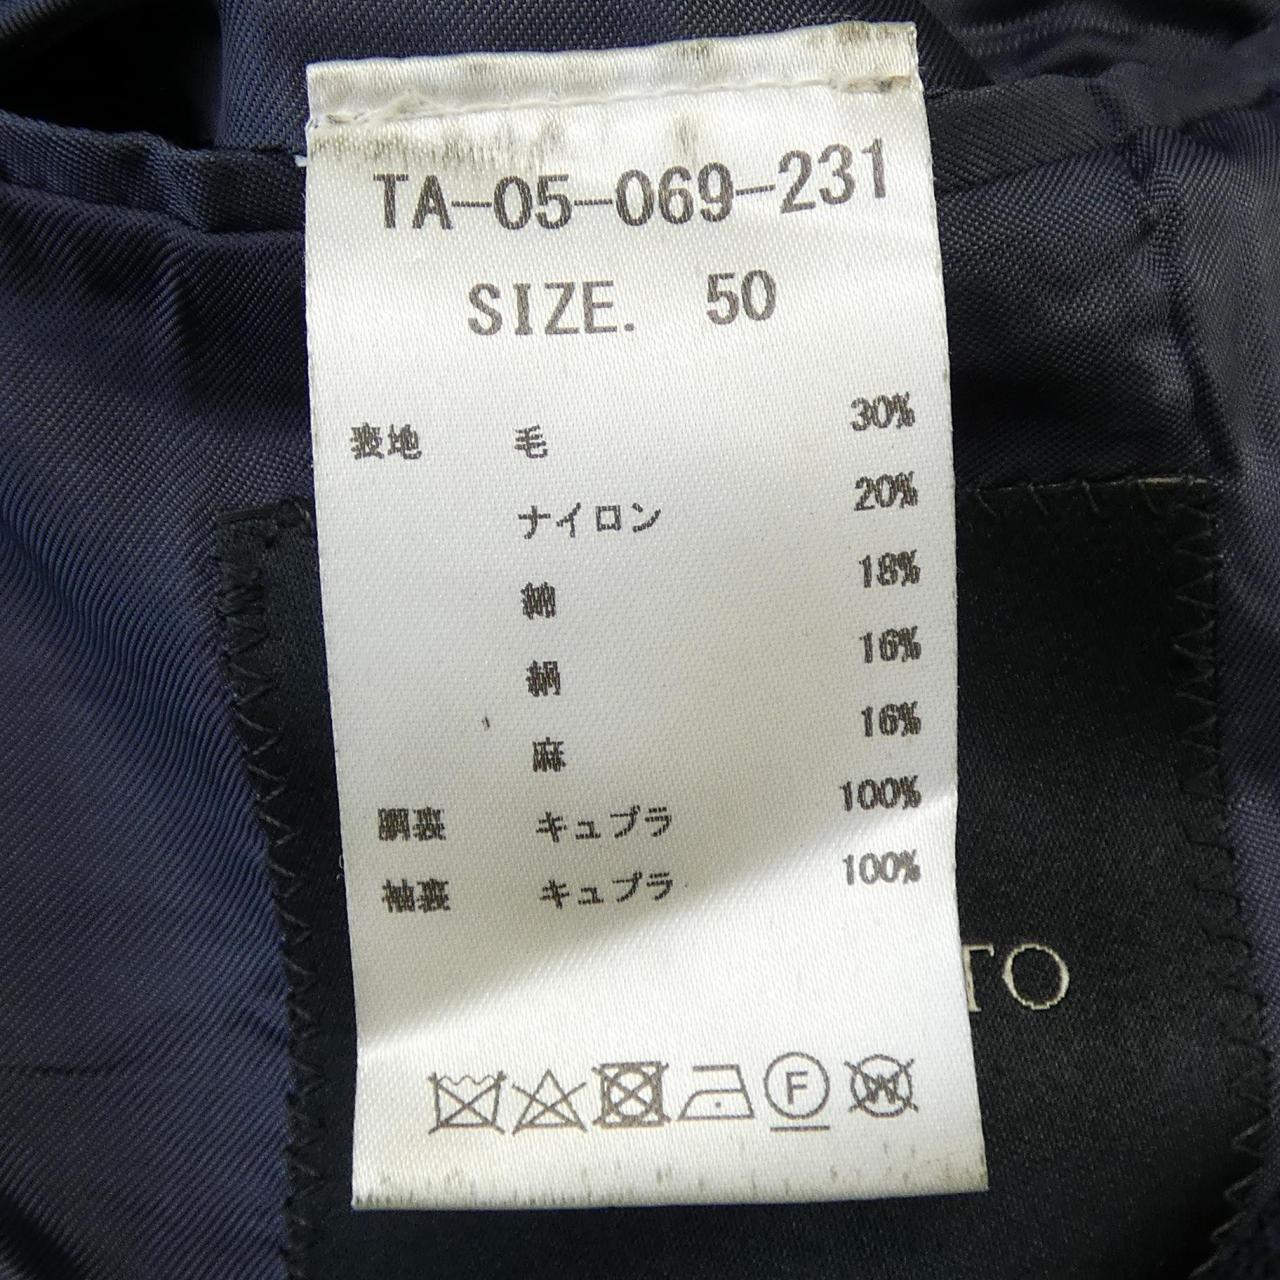 TA-05-069-231
SIZE. 50
表地 毛 30%
ナイロン 20%
綿 18%
絹 16%
麻 16%
胴裏 キュプラ 100%
袖裏 キュプラ 100%
F W
TO